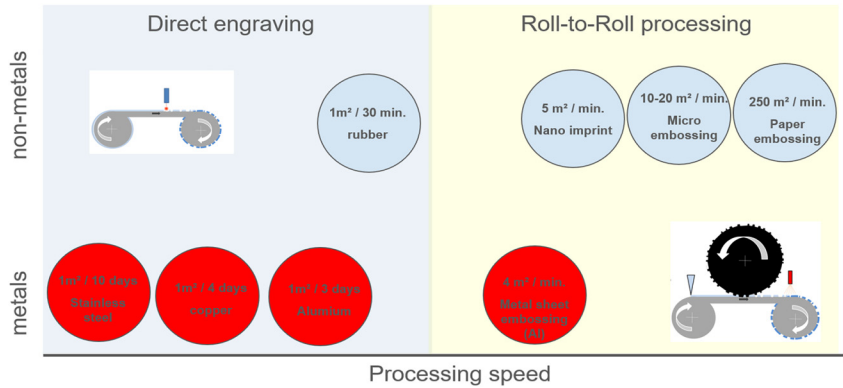 Direct engraving
Roll-to-Roll processing
non-metals
1m² / 30 min.
rubber
5 m² / min.
Nano imprint
10-20 m² / min.
Micro
embossing
250 m² / min.
Paper
embossing
metals
1m² / 10 days
Stainless
steel
1m² / 4 days
copper
1m² / 3 days
Alumium
4 m² / min.
Metal sheet
embossing
(Al)
Processing speed